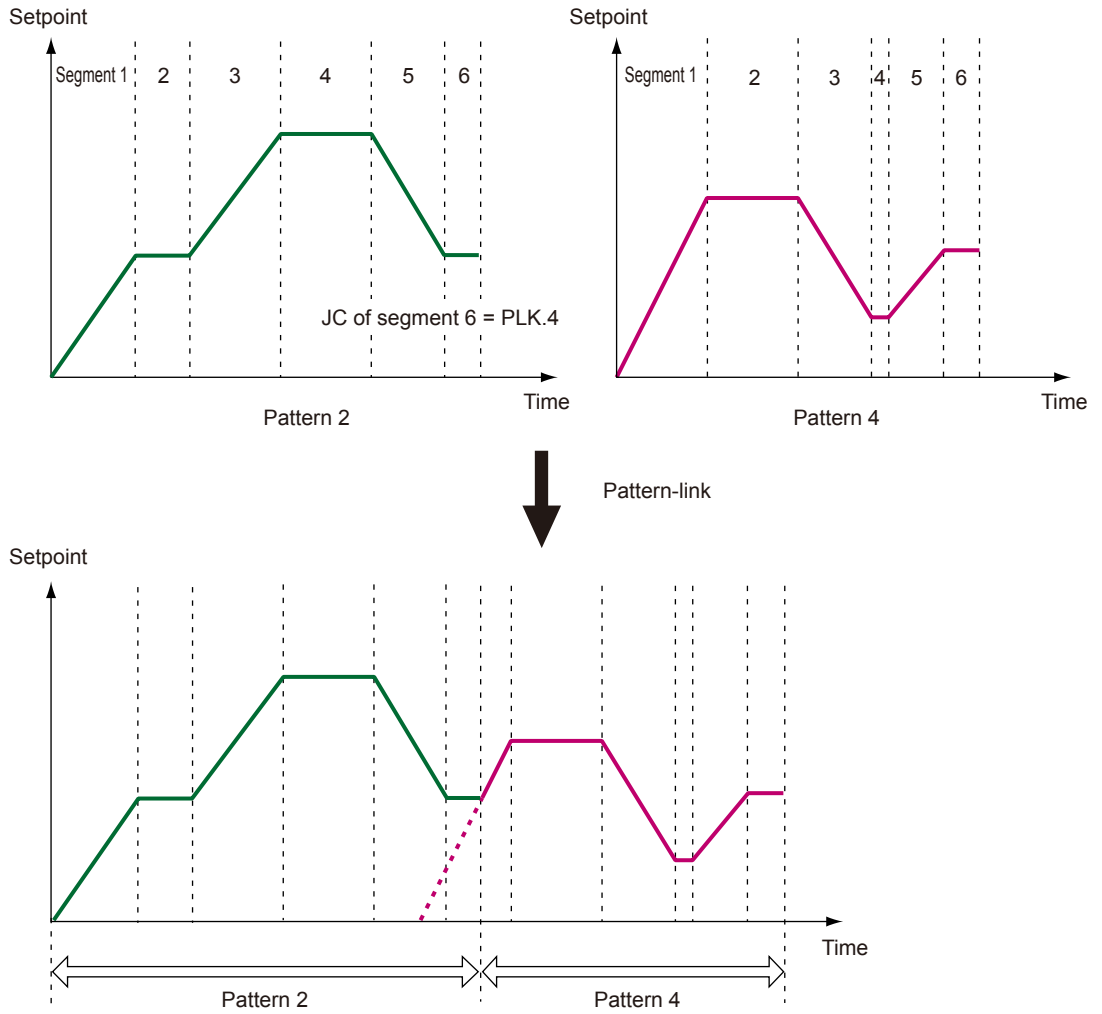 Setpoint
Segment 1 2 3 4 5 6
JC of segment 6 = PLK.4
Time
Pattern 2
Setpoint
Segment 1 2 3 4 5 6
Time
Pattern 4
Pattern-link
Setpoint
Time
Pattern 2 Pattern 4